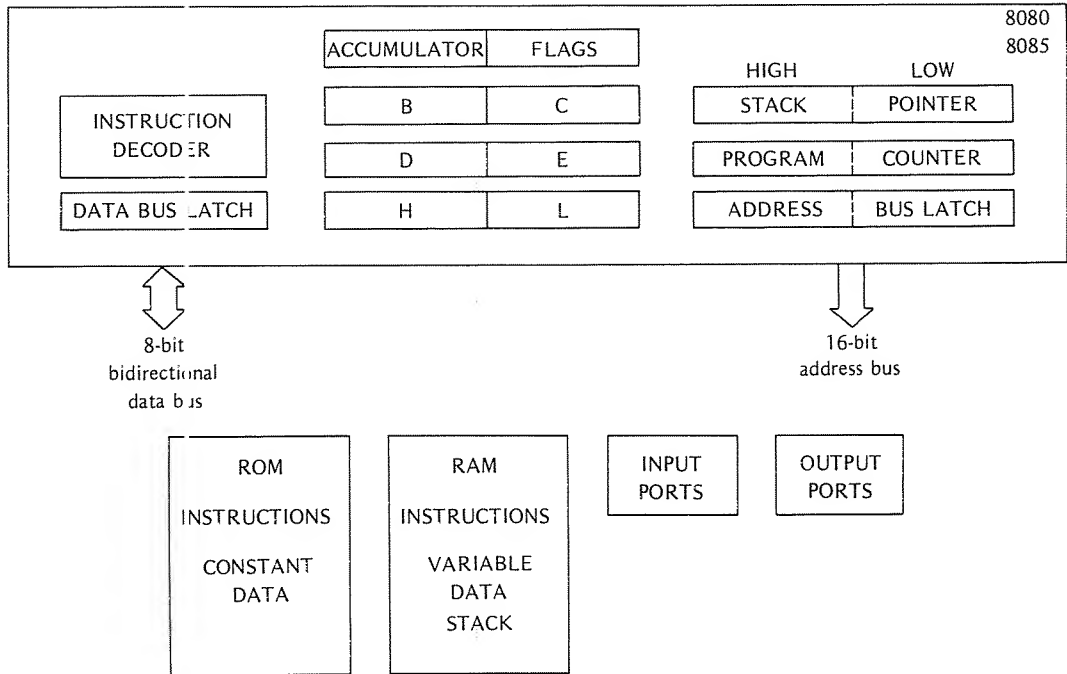 8080
8085
ACCUMULATOR FLAGS
HIGH LOW
B C
STACK POINTER
INSTRUCTION
DECODER
D E
PROGRAM COUNTER
DATA BUS LATCH
H L
ADDRESS BUS LATCH
8-bit
bidirectional
data bus
16-bit
address bus
ROM
INSTRUCTIONS
CONSTANT
DATA
RAM
INSTRUCTIONS
VARIABLE
DATA
STACK
INPUT
PORTS
OUTPUT
PORTS